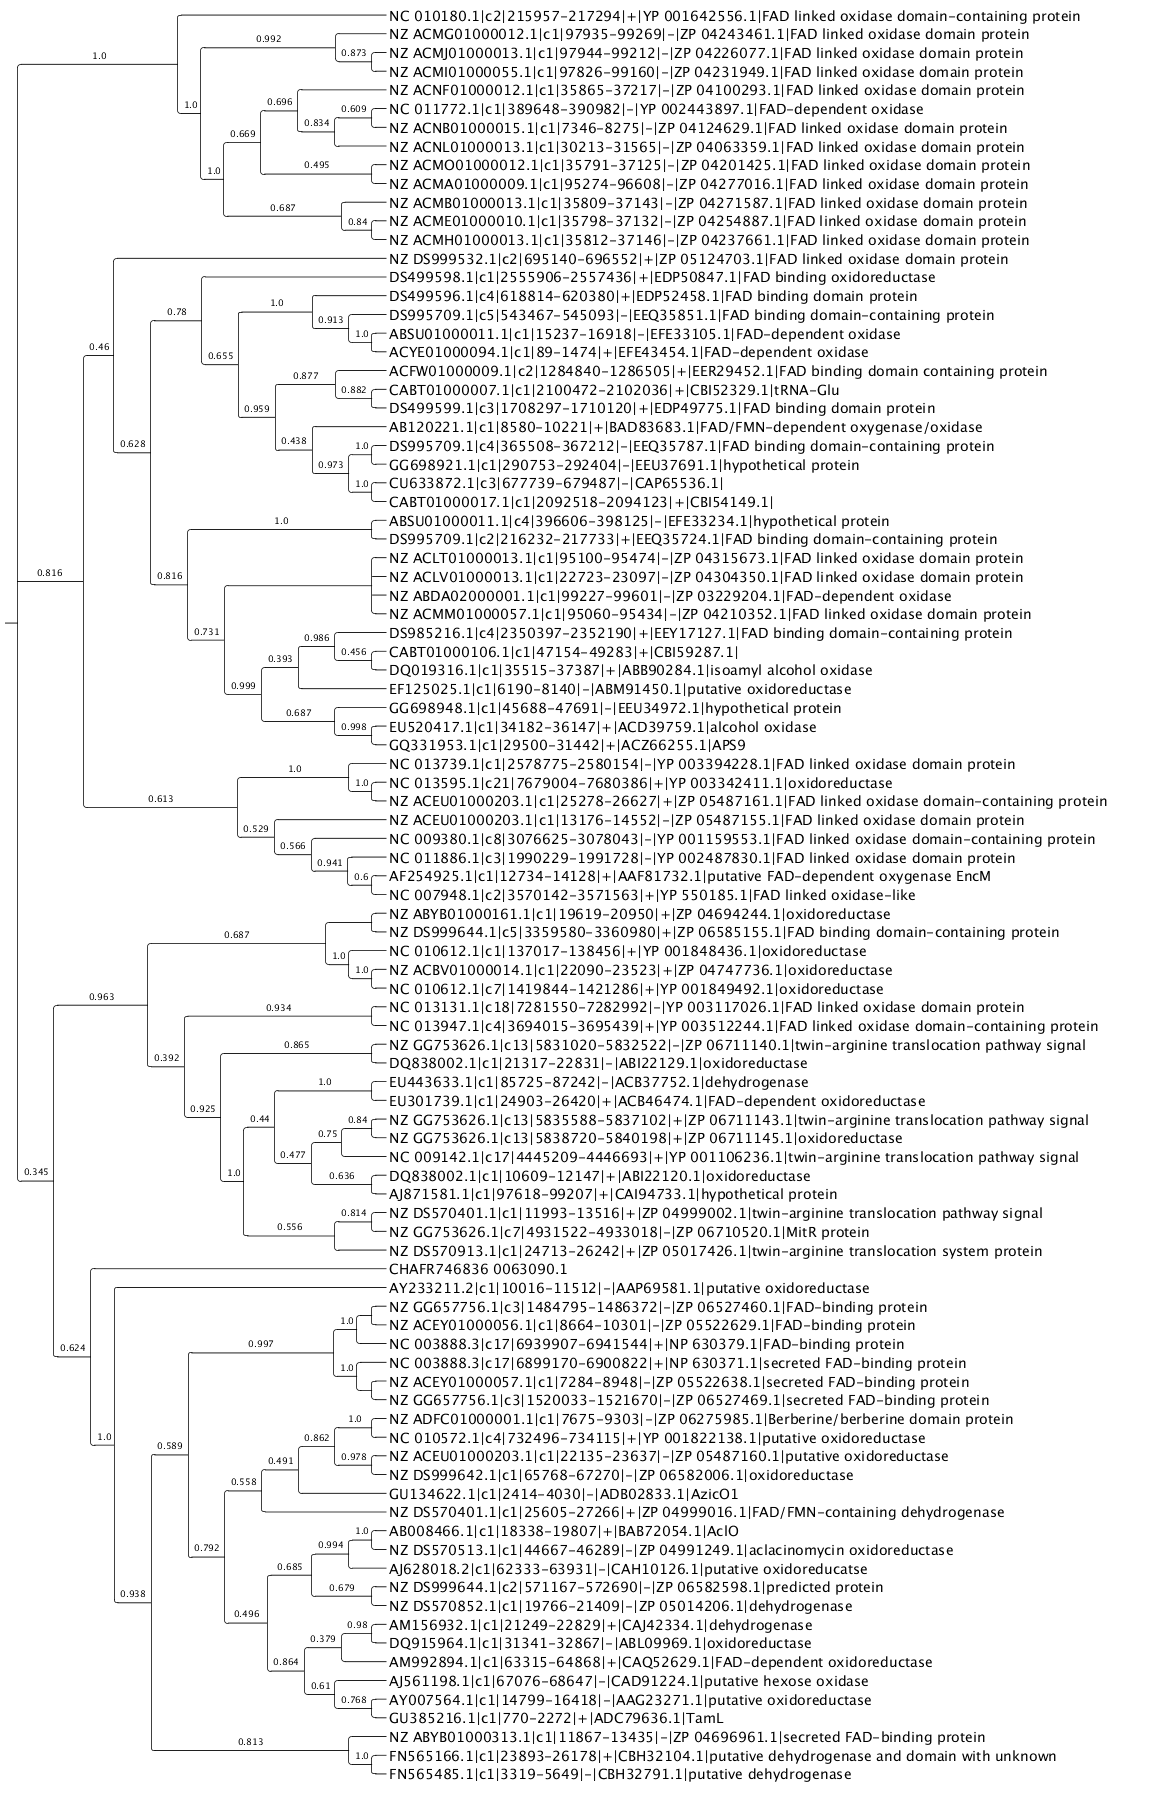 NC 010180.1|c2|215957-217294|+|YP 001642556.1|FAD linked oxidase domain-containing protein
0.992
NZ ACMG01000012.1|c1|97935-99269|-|ZP 04243461.1|FAD linked oxidase domain protein
1.0
0.873
NZ ACMJ01000013.1|c1|97944-99212|-|ZP 04226077.1|FAD linked oxidase domain protein
NZ ACMI01000055.1|c1|97826-99160|-|ZP 04231949.1|FAD linked oxidase domain protein
NZ ACNF01000012.1|c1|35865-37217|-|ZP 04100293.1|FAD linked oxidase domain protein
1.0
0.696
0.609
NC 011772.1|c1|389648-390982|-|YP 002443897.1|FAD-dependent oxidase
0.834
NZ ACNB01000015.1|c1|7346-8275|-|ZP 04124629.1|FAD linked oxidase domain protein
0.669
NZ ACNL01000013.1|c1|30213-31565|-|ZP 04063359.1|FAD linked oxidase domain protein
1.0
0.495
NZ ACMO01000012.1|c1|35791-37125|-|ZP 04201425.1|FAD linked oxidase domain protein
NZ ACMA01000009.1|c1|95274-96608|-|ZP 04277016.1|FAD linked oxidase domain protein
0.687
NZ ACMB01000013.1|c1|35809-37143|-|ZP 04271587.1|FAD linked oxidase domain protein
0.84
NZ ACME01000010.1|c1|35798-37132|-|ZP 04254887.1|FAD linked oxidase domain protein
NZ ACMH01000013.1|c1|35812-37146|-|ZP 04237661.1|FAD linked oxidase domain protein
NZ DS999532.1|c2|695140-696552|+|ZP 05124703.1|FAD linked oxidase domain protein
DS499598.1|c1|2555906-2557436|+|EDP50847.1|FAD binding oxidoreductase
0.78
1.0
DS499596.1|c4|618814-620380|+|EDP52458.1|FAD binding domain protein
0.913
DS995709.1|c5|543467-545093|-|EEQ35851.1|FAD binding domain-containing protein
1.0
ABSU01000011.1|c1|15237-16918|-|EFE33105.1|FAD-dependent oxidase
0.46
0.655
ACYE01000094.1|c1|89-1474|+|EFE43454.1|FAD-dependent oxidase
0.877
ACFW01000009.1|c2|1284840-1286505|+|EER29452.1|FAD binding domain containing protein
0.882
CABT01000007.1|c1|2100472-2102036|+|CBI52329.1|tRNA-Glu
0.959
DS499599.1|c3|1708297-1710120|+|EDP49775.1|FAD binding domain protein
0.438
AB120221.1|c1|8580-10221|+|BAD83683.1|FAD/FMN-dependent oxygenase/oxidase
0.628
1.0
DS995709.1|c4|365508-367212|-|EEQ35787.1|FAD binding domain-containing protein
0.973
GG698921.1|c1|290753-292404|-|EEU37691.1|hypothetical protein
1.0
CU633872.1|c3|677739-679487|-|CAP65536.1|
CABT01000017.1|c1|2092518-2094123|+|CBI54149.1|
1.0
ABSU01000011.1|c4|396606-398125|-|EFE33234.1|hypothetical protein
DS995709.1|c2|216232-217733|+|EEQ35724.1|FAD binding domain-containing protein
NZ ACLT01000013.1|c1|95100-95474|-|ZP 04315673.1|FAD linked oxidase domain protein
0.816
0.816
NZ ACLV01000013.1|c1|22723-23097|-|ZP 04304350.1|FAD linked oxidase domain protein
NZ ABDA02000001.1|c1|99227-99601|-|ZP 03229204.1|FAD-dependent oxidase
NZ ACMM01000057.1|c1|95060-95434|-|ZP 04210352.1|FAD linked oxidase domain protein
0.731
0.986
DS985216.1|c4|2350397-2352190|+|EEY17127.1|FAD binding domain-containing protein
0.393
0.456
CABT01000106.1|c1|47154-49283|+|CBI59287.1|
DQ019316.1|c1|35515-37387|+|ABB90284.1|isoamyl alcohol oxidase
0.999
EF125025.1|c1|6190-8140|-|ABM91450.1|putative oxidoreductase
0.687
GG698948.1|c1|45688-47691|-|EEU34972.1|hypothetical protein
0.998
EU520417.1|c1|34182-36147|+|ACD39759.1|alcohol oxidase
GQ331953.1|c1|29500-31442|+|ACZ66255.1|APS9
1.0
NC 013739.1|c1|2578775-2580154|-|YP 003394228.1|FAD linked oxidase domain protein
1.0
NC 013595.1|c21|7679004-7680386|+|YP 003342411.1|oxidoreductase
0.613
NZ ACEU01000203.1|c1|25278-26627|+|ZP 05487161.1|FAD linked oxidase domain-containing protein
NZ ACEU01000203.1|c1|13176-14552|-|ZP 05487155.1|FAD linked oxidase domain protein
0.529
0.566
NC 009380.1|c8|3076625-3078043|-|YP 001159553.1|FAD linked oxidase domain-containing protein
0.941
NC 011886.1|c3|1990229-1991728|-|YP 002487830.1|FAD linked oxidase domain protein
0.6
AF254925.1|c1|12734-14128|+|AAF81732.1|putative FAD-dependent oxygenase EncM
NC 007948.1|c2|3570142-3571563|+|YP 550185.1|FAD linked oxidase-like
NZ ABYB01000161.1|c1|19619-20950|+|ZP 04694244.1|oxidoreductase
0.687
NZ DS999644.1|c5|3359580-3360980|+|ZP 06585155.1|FAD binding domain-containing protein
1.0
NC 010612.1|c1|137017-138456|+|YP 001848436.1|oxidoreductase
1.0
NZ ACBV01000014.1|c1|22090-23523|+|ZP 04747736.1|oxidoreductase
NC 010612.1|c7|1419844-1421286|+|YP 001849492.1|oxidoreductase
0.963
0.934
NC 013131.1|c18|7281550-7282992|-|YP 003117026.1|FAD linked oxidase domain protein
NC 013947.1|c4|3694015-3695439|+|YP 003512244.1|FAD linked oxidase domain-containing protein
0.865
NZ GG753626.1|c13|5831020-5832522|-|ZP 06711140.1|twin-arginine translocation pathway signal
0.392
DQ838002.1|c1|21317-22831|-|ABI22129.1|oxidoreductase
1.0
EU443633.1|c1|85725-87242|-|ACB37752.1|dehydrogenase
EU301739.1|c1|24903-26420|+|ACB46474.1|FAD-dependent oxidoreductase
0.925
0.44
0.84
NZ GG753626.1|c13|5835588-5837102|+|ZP 06711143.1|twin-arginine translocation pathway signal
0.75
NZ GG753626.1|c13|5838720-5840198|+|ZP 06711145.1|oxidoreductase
0.477
NC 009142.1|c17|4445209-4446693|+|YP 001106236.1|twin-arginine translocation pathway signal
0.345
1.0
0.636
DQ838002.1|c1|10609-12147|+|ABI22120.1|oxidoreductase
AJ871581.1|c1|97618-99207|+|CAI94733.1|hypothetical protein
0.814
NZ DS570401.1|c1|11993-13516|+|ZP 04999002.1|twin-arginine translocation pathway signal
0.556
NZ GG753626.1|c7|4931522-4933018|-|ZP 06710520.1|MitR protein
NZ DS570913.1|c1|24713-26242|+|ZP 05017426.1|twin-arginine translocation system protein
CHAFR746836 0063090.1
AY233211.2|c1|10016-11512|-|AAP69581.1|putative oxidoreductase
NZ GG657756.1|c3|1484795-1486372|-|ZP 06527460.1|FAD-binding protein
1.0
NZ ACEY01000056.1|c1|8664-10301|-|ZP 05522629.1|FAD-binding protein
0.624
0.997
NC 003888.3|c17|6939907-6941544|+|NP 630379.1|FAD-binding protein
1.0
NC 003888.3|c17|6899170-6900822|+|NP 630371.1|secreted FAD-binding protein
NZ ACEY01000057.1|c1|7284-8948|-|ZP 05522638.1|secreted FAD-binding protein
NZ GG657756.1|c3|1520033-1521670|-|ZP 06527469.1|secreted FAD-binding protein
1.0
NZ ADFC01000001.1|c1|7675-9303|-|ZP 06275985.1|Berberine/berberine domain protein
1.0
0.589
0.862
NC 010572.1|c4|732496-734115|+|YP 001822138.1|putative oxidoreductase
0.978
NZ ACEU01000203.1|c1|22135-23637|-|ZP 05487160.1|putative oxidoreductase
0.491
NZ DS999642.1|c1|65768-67270|-|ZP 06582006.1|oxidoreductase
0.558
GU134622.1|c1|2414-4030|-|ADB02833.1|AzicO1
NZ DS570401.1|c1|25605-27266|+|ZP 04999016.1|FAD/FMN-containing dehydrogenase
1.0
AB008466.1|c1|18338-19807|+|BAB72054.1|AclO
0.792
0.994
NZ DS570513.1|c1|44667-46289|-|ZP 04991249.1|aclacinomycin oxidoreductase
0.685
AJ628018.2|c1|62333-63931|-|CAH10126.1|putative oxidoreducatse
0.938
0.679
NZ DS999644.1|c2|571167-572690|-|ZP 06582598.1|predicted protein
NZ DS570852.1|c1|19766-21409|-|ZP 05014206.1|dehydrogenase
0.496
0.98
AM156932.1|c1|21249-22829|+|CAJ42334.1|dehydrogenase
0.379
DQ915964.1|c1|31341-32867|-|ABL09969.1|oxidoreductase
0.864
AM992894.1|c1|63315-64868|+|CAQ52629.1|FAD-dependent oxidoreductase
0.61
AJ561198.1|c1|67076-68647|-|CAD91224.1|putative hexose oxidase
0.768
AY007564.1|c1|14799-16418|-|AAG23271.1|putative oxidoreductase
GU385216.1|c1|770-2272|+|ADC79636.1|TamL
0.813
NZ ABYB01000313.1|c1|11867-13435|-|ZP 04696961.1|secreted FAD-binding protein
1.0
FN565166.1|c1|23893-26178|+|CBH32104.1|putative dehydrogenase and domain with unknown
FN565485.1|c1|3319-5649|-|CBH32791.1|putative dehydrogenase